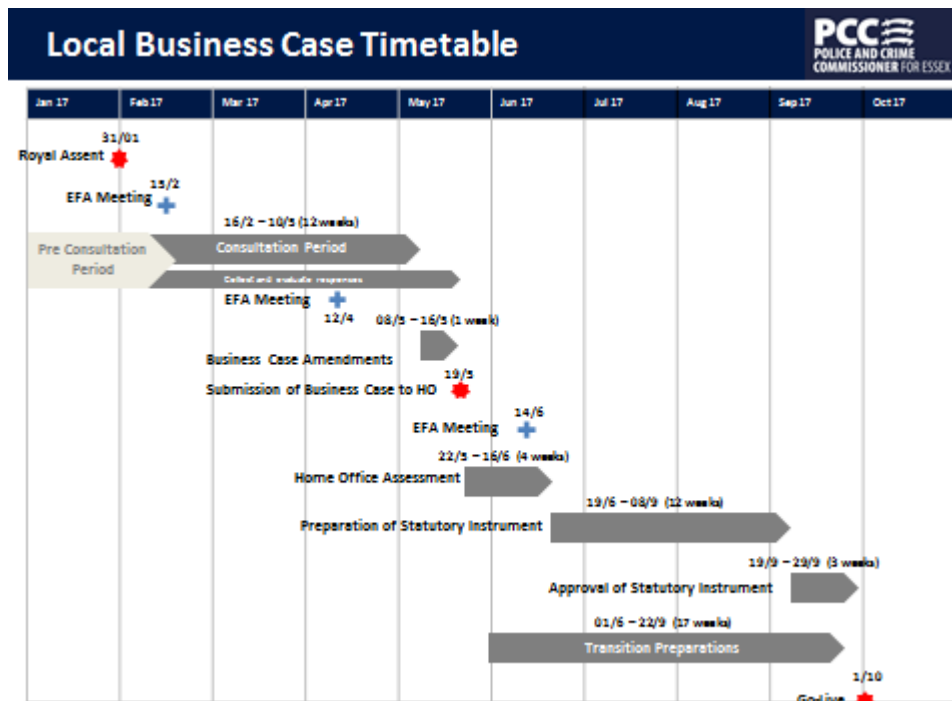 Local Business Case Timetable
PCC
POLICE AND CRIME
COMMISSIONER FOR ESSEX
Jan 17 Feb 17 Mar 17 Apr 17 May 17 Jun 17 Jul 17 Aug 17 Sep 17 Oct 17
31/01
Royal Assent
15/2
EFA Meeting
16/2 – 10/5 (12 weeks)
Pre Consultation
Period
Consultation Period
Collect and evaluate responses
EFA Meeting
12/4
08/5 – 16/5 (1 week)
Business Case Amendments
19/5
Submission of Business Case to HO
14/6
EFA Meeting
22/5 – 16/6 (4 weeks)
Home Office Assessment
19/6 – 08/9 (12 weeks)
Preparation of Statutory Instrument
19/9 – 29/9 (3 weeks)
Approval of Statutory Instrument
01/6 – 22/9 (17 weeks)
Transition Preparations
1/10
Go-Live